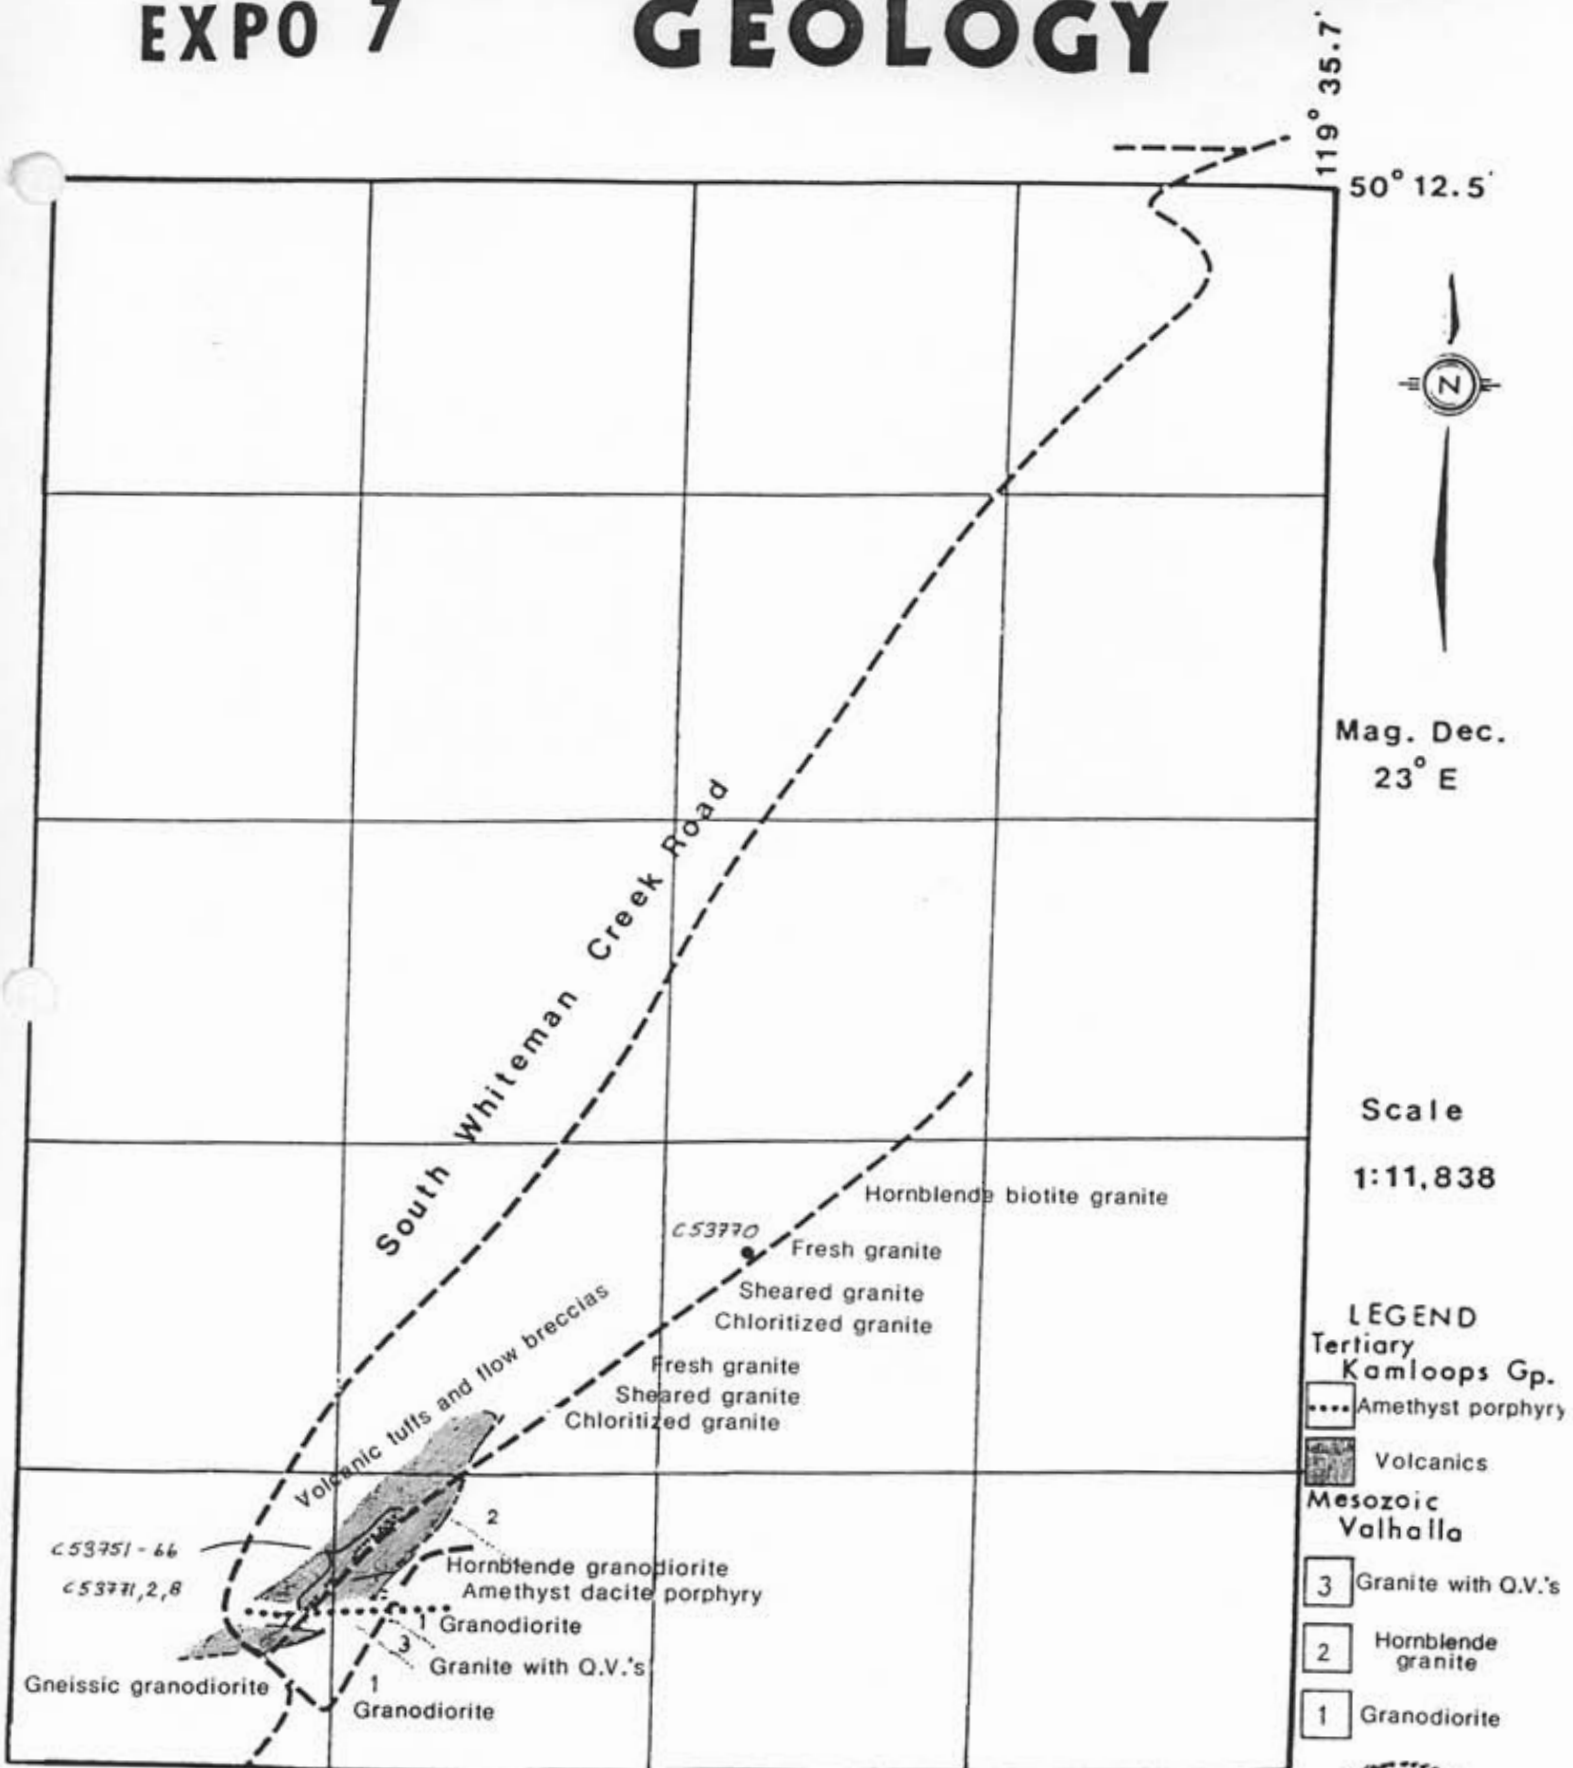 EXPO 7
GEOLOGY
119° 35.7'
50° 12.5'
N
Mag. Dec.
23° E
South Whiteman Creek Road
Scale
1:11,838
Hornblende biotite granite
C53770
Fresh granite
Sheared granite
Chloritized granite
Volcanic tuffs and flow breccias
Fresh granite
Sheared granite
Chloritized granite
2
C53751-66
C53771,2,8
Hornblende granodiorite
Amethyst dacite porphyry
1 Granodiorite
3
Granite with Q.V.'s
Gneissic granodiorite
1
Granodiorite
LEGEND
Tertiary
Kamloops Gp.
Amethyst porphyry
Volcanics
Mesozoic
Valhalla
3 Granite with Q.V.'s
2 Hornblende
granite
1 Granodiorite